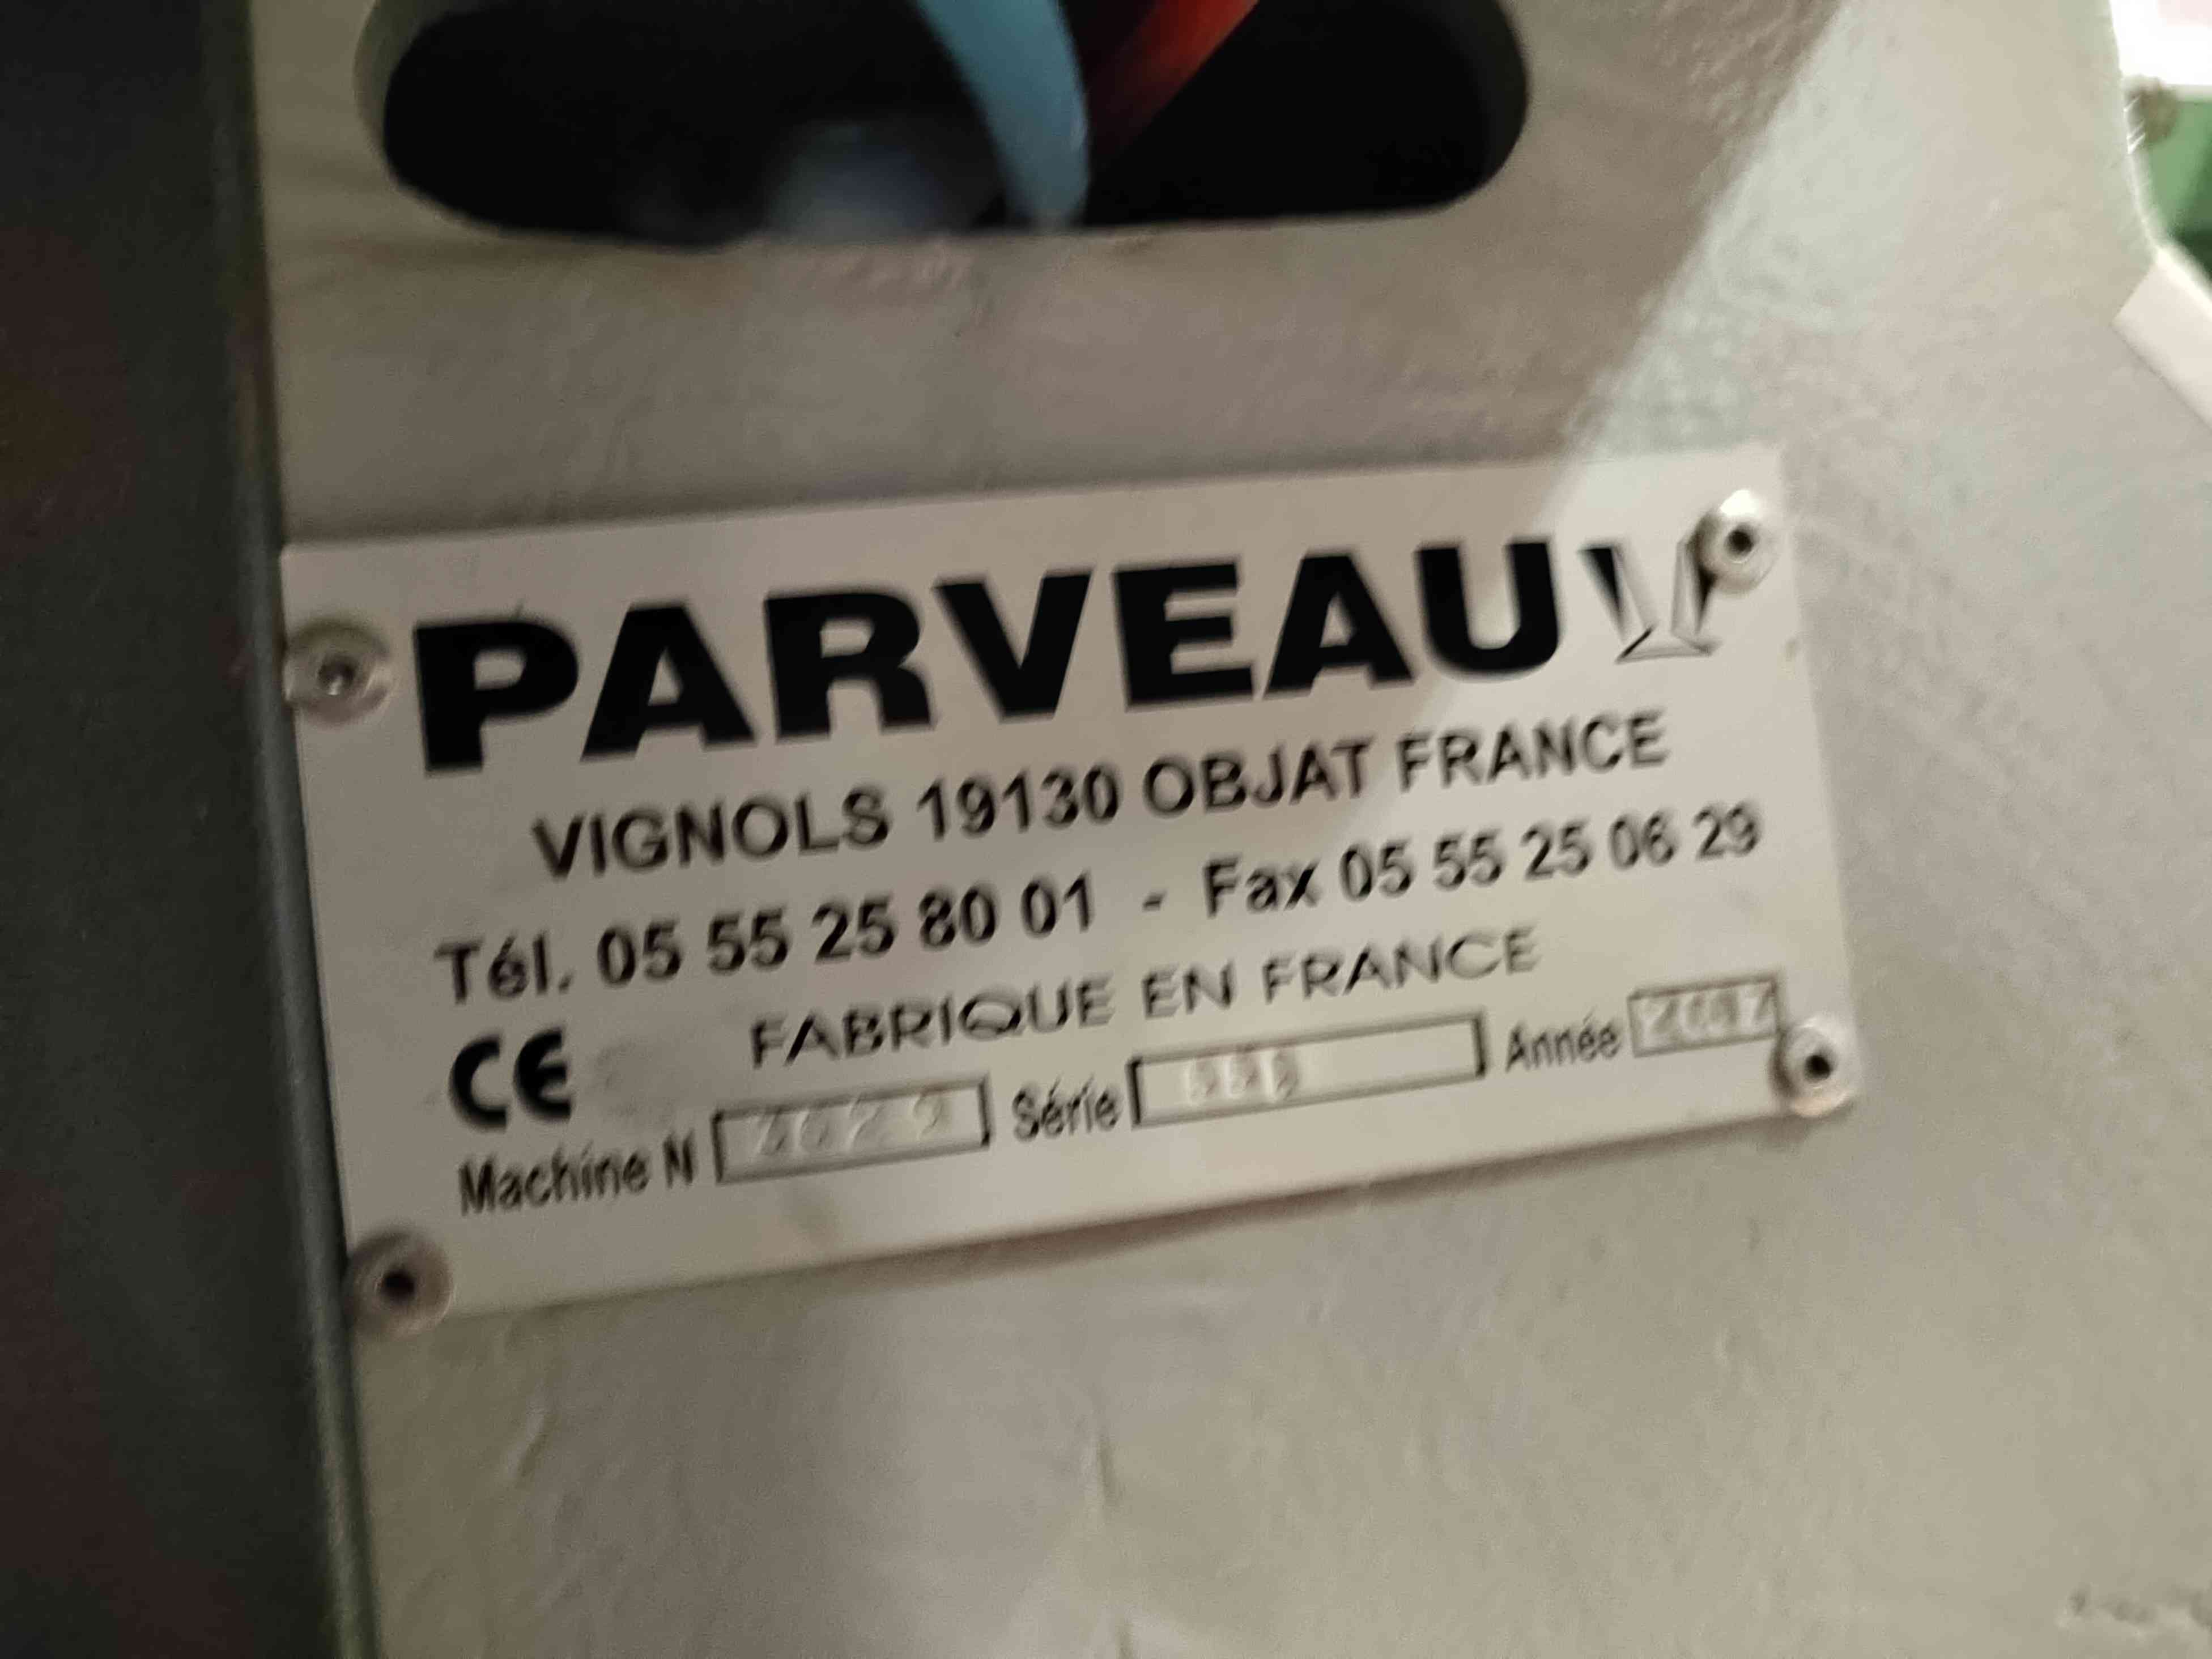 PARVEAU
VIGNOLS 19130 OBJAT FRANCE
Tél. 05 55 25 80 01 - Fax 05 55 25 06 29
FABRIQUE EN FRANCE
CE
Machine N Série Année